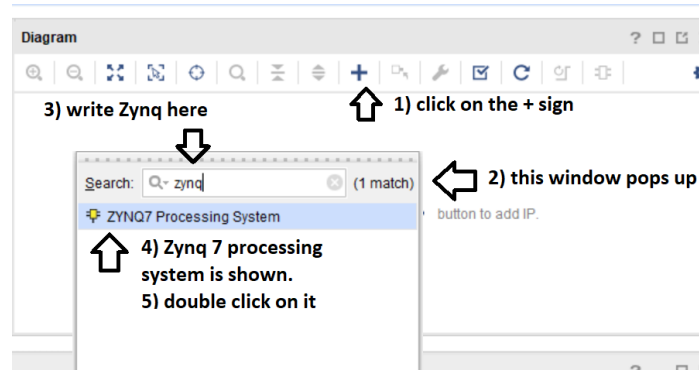 Diagram
3) write Zynq here
1) click on the + sign
Search: zynq (1 match)
2) this window pops up
ZYNQ7 Processing System
button to add IP.
4) Zynq 7 processing
system is shown.
5) double click on it